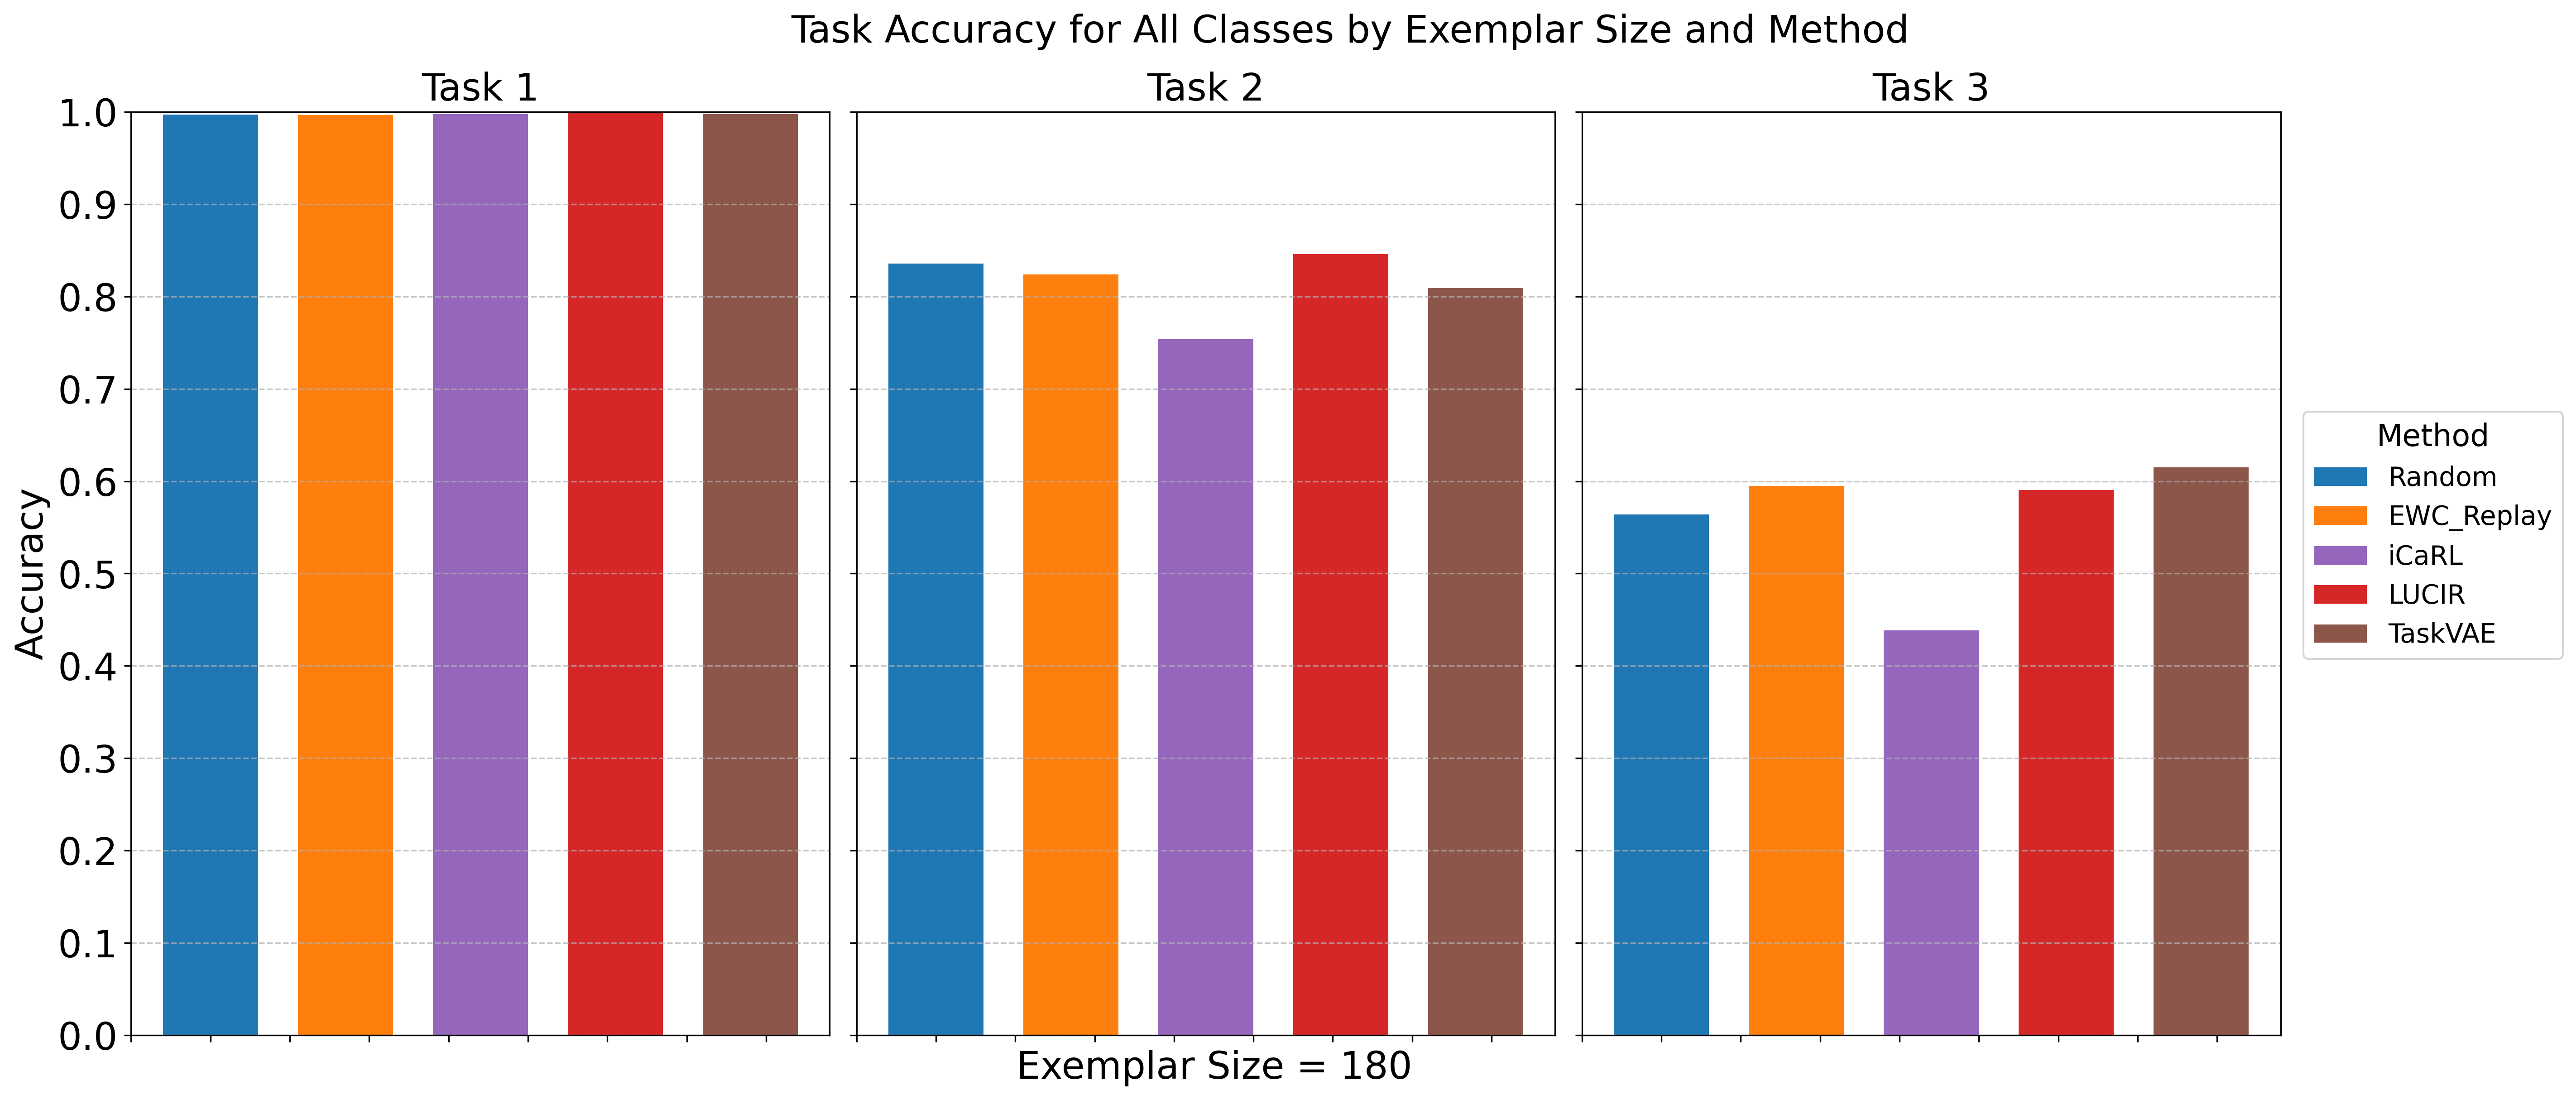 Task Accuracy for All Classes by Exemplar Size and Method
Task 1
Task 2
Task 3
1.0
0.9
0.8
0.7
0.6
0.5
0.4
0.3
0.2
0.1
0.0
Accuracy
Exemplar Size = 180
Method
Random
EWC_Replay
iCaRL
LUCIR
TaskVAE